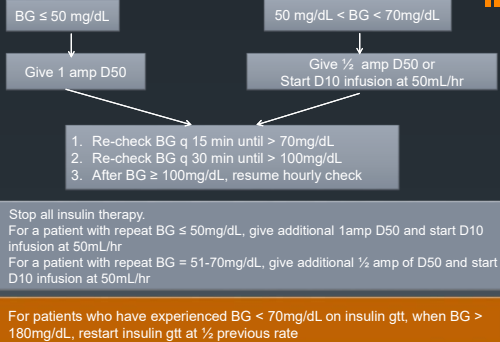 BG ≤ 50 mg/dL
50 mg/dL < BG < 70mg/dL
Give 1 amp D50
Give ½ amp D50 or
Start D10 infusion at 50mL/hr
1. Re-check BG q 15 min until > 70mg/dL
2. Re-check BG q 30 min until > 100mg/dL
3. After BG ≥ 100mg/dL, resume hourly check
Stop all insulin therapy.
For a patient with repeat BG ≤ 50mg/dL, give additional 1amp D50 and start D10
infusion at 50mL/hr
For a patient with repeat BG = 51-70mg/dL, give additional ½ amp of D50 and start
D10 infusion at 50mL/hr
For patients who have experienced BG < 70mg/dL on insulin gtt, when BG >
180mg/dL, restart insulin gtt at ½ previous rate